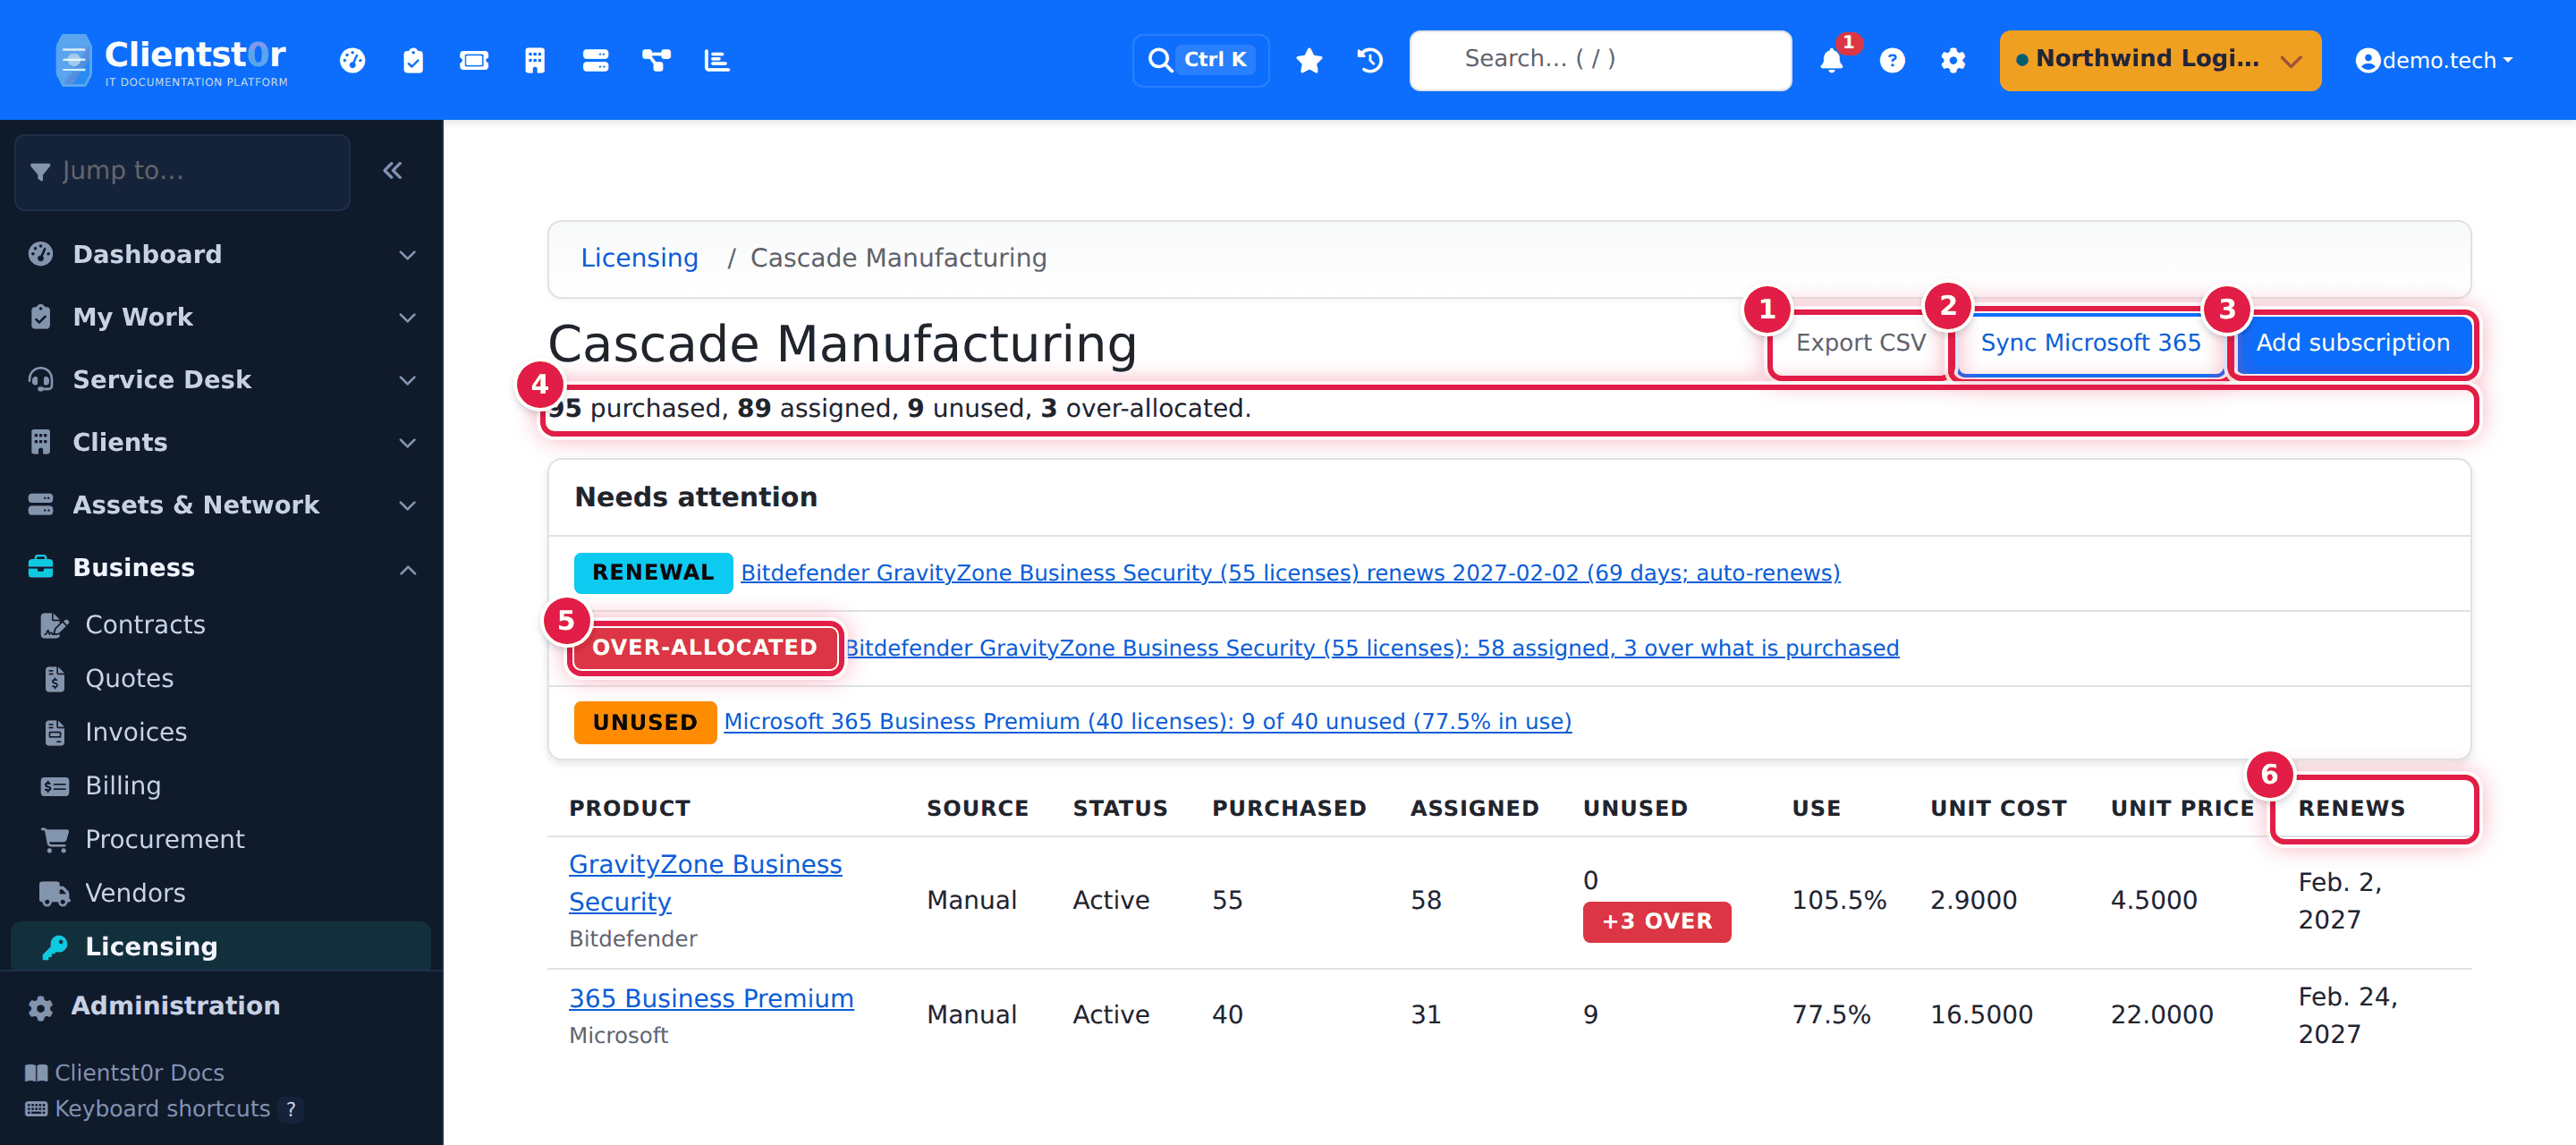 Clientst0r
IT DOCUMENTATION PLATFORM
Ctrl K
Search... ( / )
1
?
Northwind Logi...
demo.tech
Jump to...
Dashboard
My Work
Service Desk
Clients
Assets & Network
Business
Contracts
Quotes
Invoices
Billing
Procurement
Vendors
Licensing
Administration
Clientst0r Docs
Keyboard shortcuts ?
Licensing / Cascade Manufacturing
Cascade Manufacturing
1 Export CSV
2 Sync Microsoft 365
3 Add subscription
4
95 purchased, 89 assigned, 9 unused, 3 over-allocated.
Needs attention
RENEWAL Bitdefender GravityZone Business Security (55 licenses) renews 2027-02-02 (69 days; auto-renews)
5
OVER-ALLOCATED Bitdefender GravityZone Business Security (55 licenses): 58 assigned, 3 over what is purchased
UNUSED Microsoft 365 Business Premium (40 licenses): 9 of 40 unused (77.5% in use)
6
PRODUCT SOURCE STATUS PURCHASED ASSIGNED UNUSED USE UNIT COST UNIT PRICE RENEWS
GravityZone Business Security
Bitdefender
Manual Active 55 58 0 +3 OVER 105.5% 2.9000 4.5000 Feb. 2, 2027
365 Business Premium
Microsoft
Manual Active 40 31 9 77.5% 16.5000 22.0000 Feb. 24, 2027